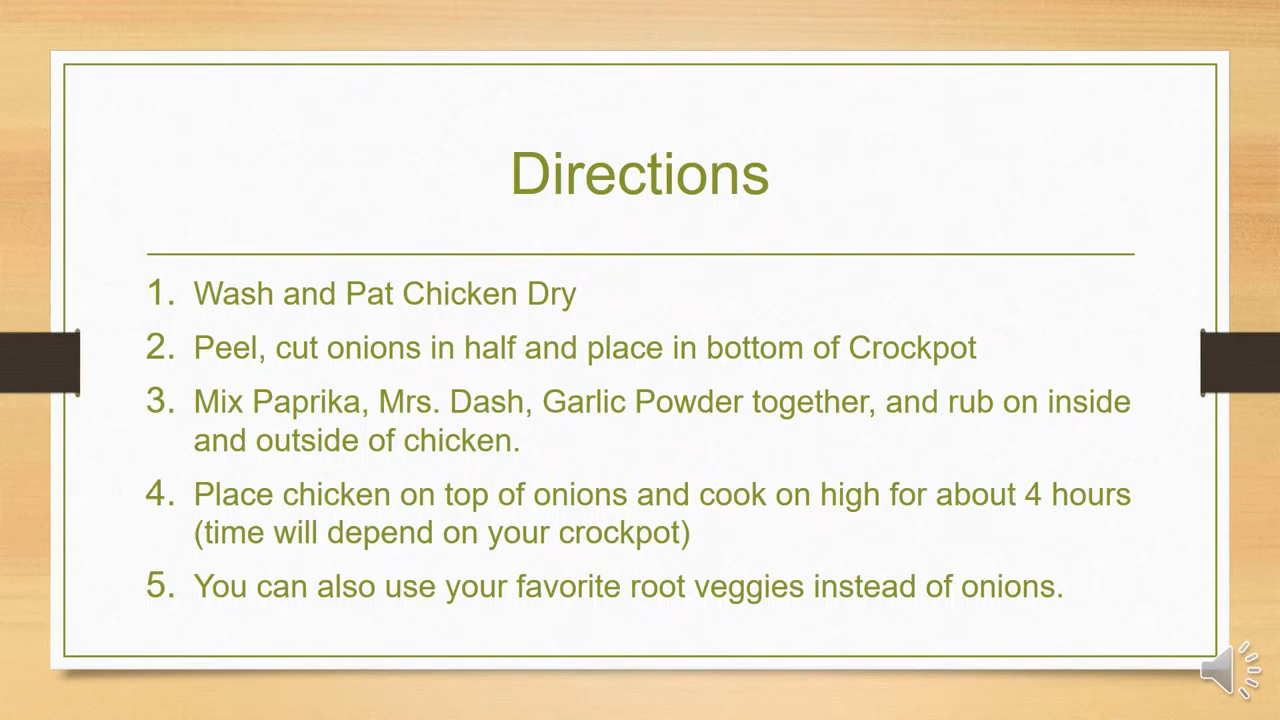 Directions
1. Wash and Pat Chicken Dry
2. Peel, cut onions in half and place in bottom of Crockpot
3. Mix Paprika, Mrs. Dash, Garlic Powder together, and rub on inside
and outside of chicken.
4. Place chicken on top of onions and cook on high for about 4 hours
(time will depend on your crockpot)
5. You can also use your favorite root veggies instead of onions.